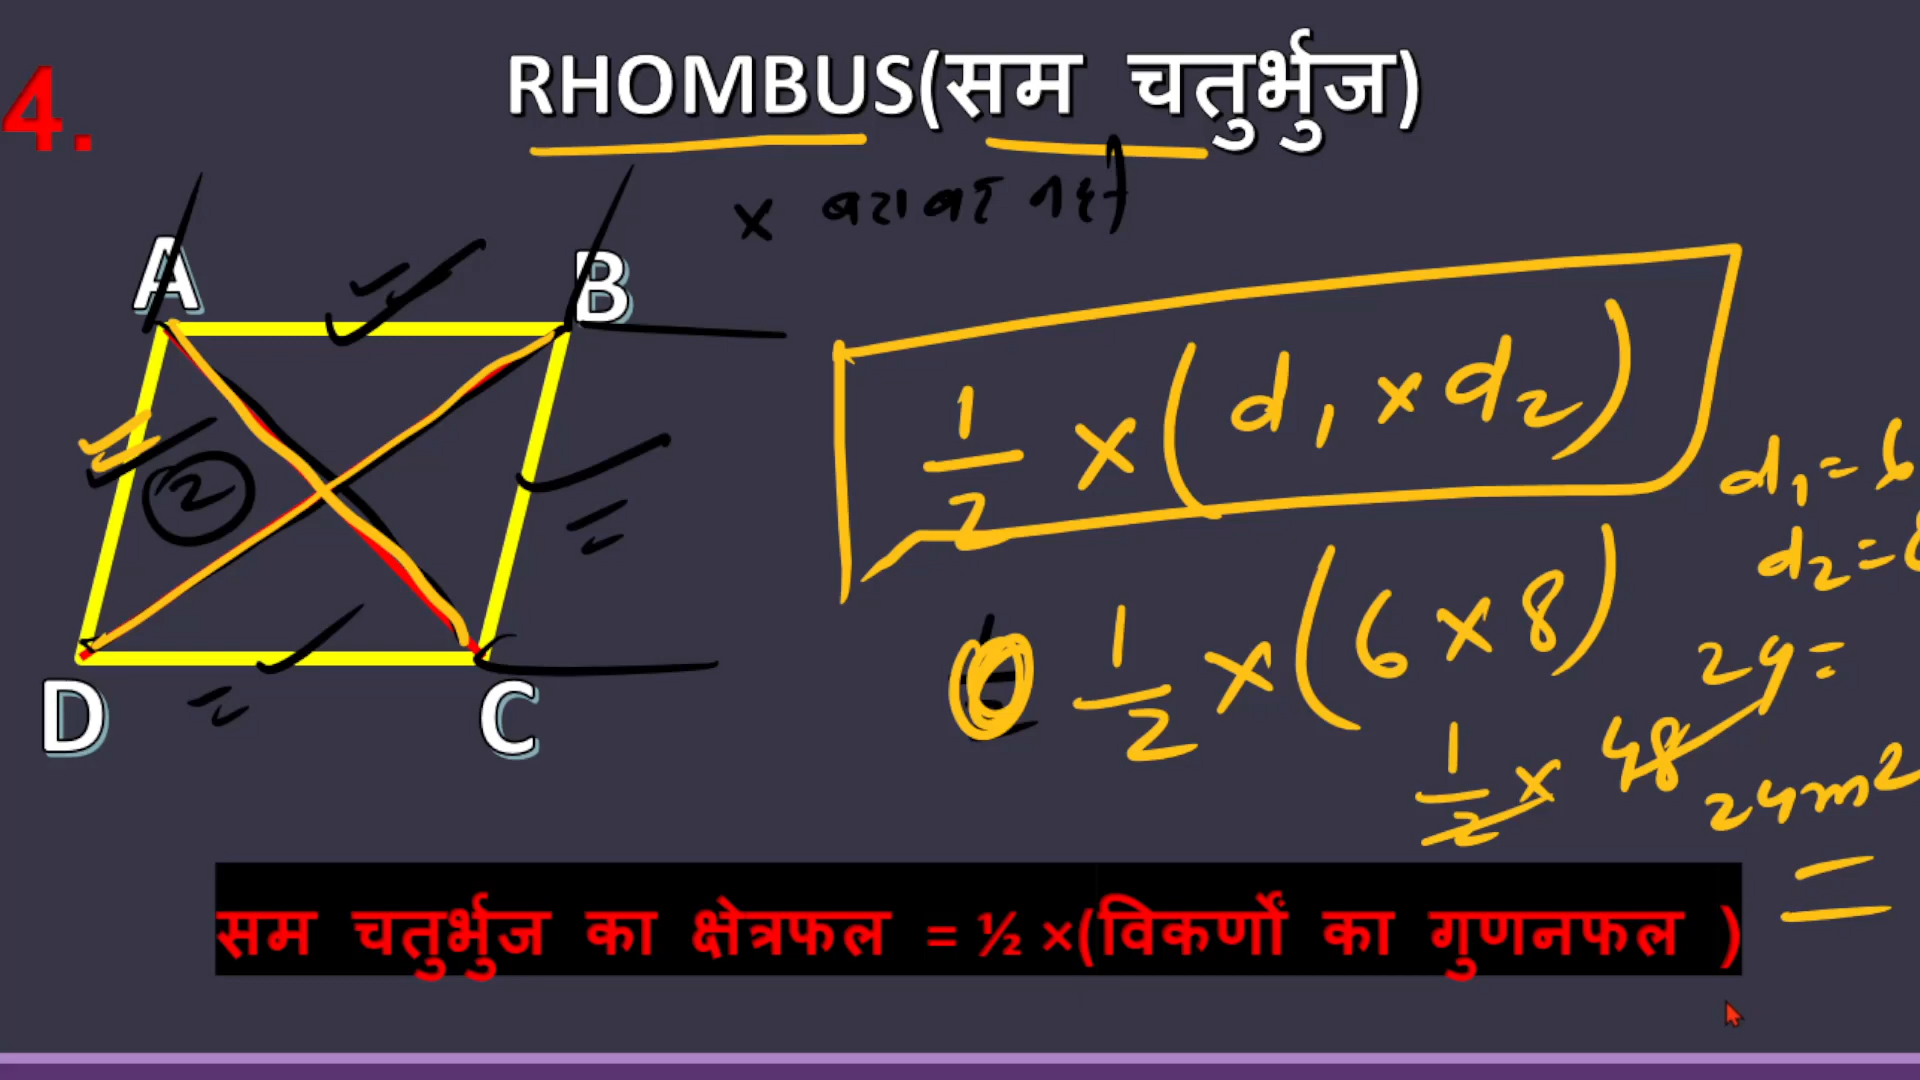 4.
RHOMBUS(सम चतुर्भुज)
× बराबर नहीं
A
B
2
D
C
1/2 × (d1 × d2)
d1 = 6
d2 =
1/2 × (6 × 8)
24 =
1/2 × 48
24m2
सम चतुर्भुज का क्षेत्रफल = ½ ×(विकर्णों का गुणनफल )